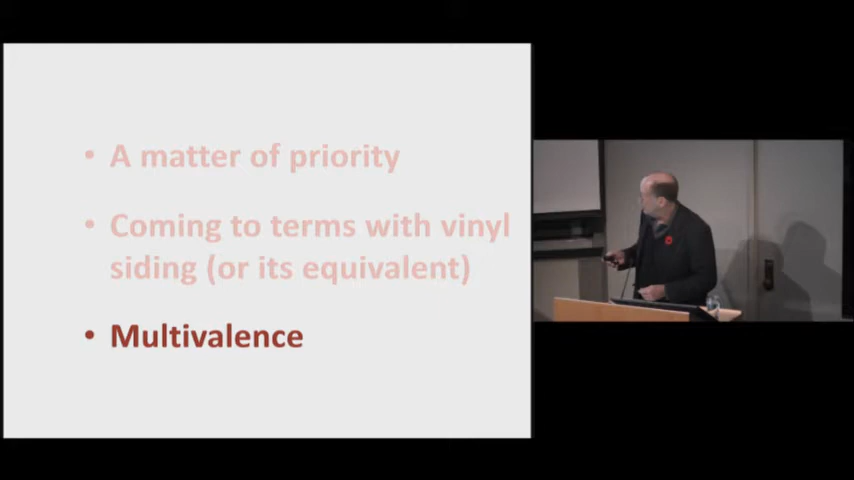 • A matter of priority
• Coming to terms with vinyl
siding (or its equivalent)
• Multivalence